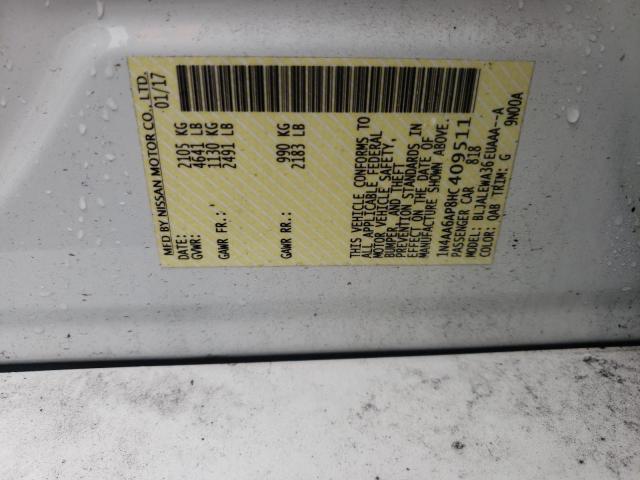 MFD BY NISSAN MOTOR CO., LTD.
DATE: 01/17
GVWR: 2105 KG
4641 LB
GAWR FR.: 1130 KG
2491 LB
GAWR RR.: 990 KG
2183 LB
THIS VEHICLE CONFORMS TO
ALL APPLICABLE FEDERAL
MOTOR VEHICLE SAFETY,
BUMPER, AND THEFT
PREVENTION STANDARDS IN
EFFECT ON THE DATE OF
MANUFACTURE SHOWN ABOVE.
1N4AA6AP8HC409511
PASSENGER CAR 818
MODEL: BLJALEWA36EUAAA--A
COLOR: QAB TRIM: G 9N00A